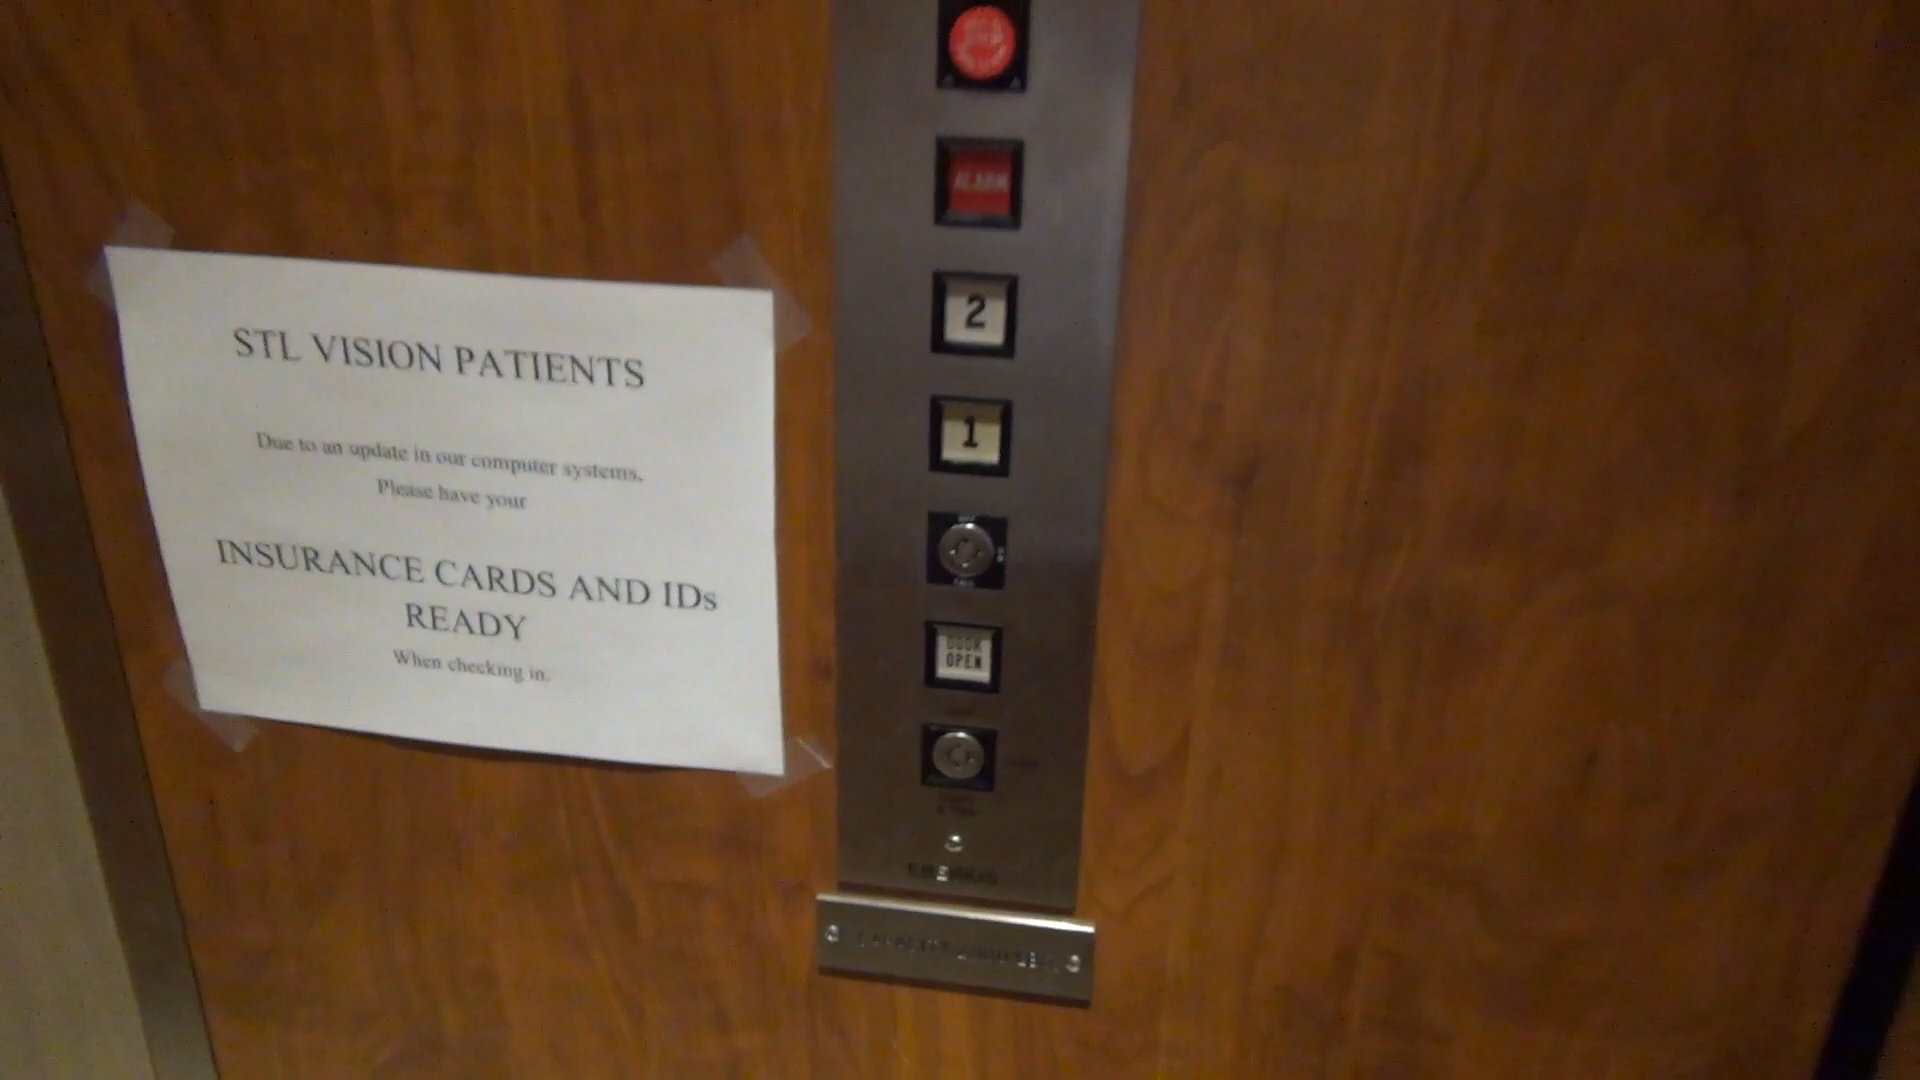 STL VISION PATIENTS
Due to an update in our computer systems,
Please have your
INSURANCE CARDS AND IDs
READY
When checking in.
ALARM
2
1
DOOR
OPEN